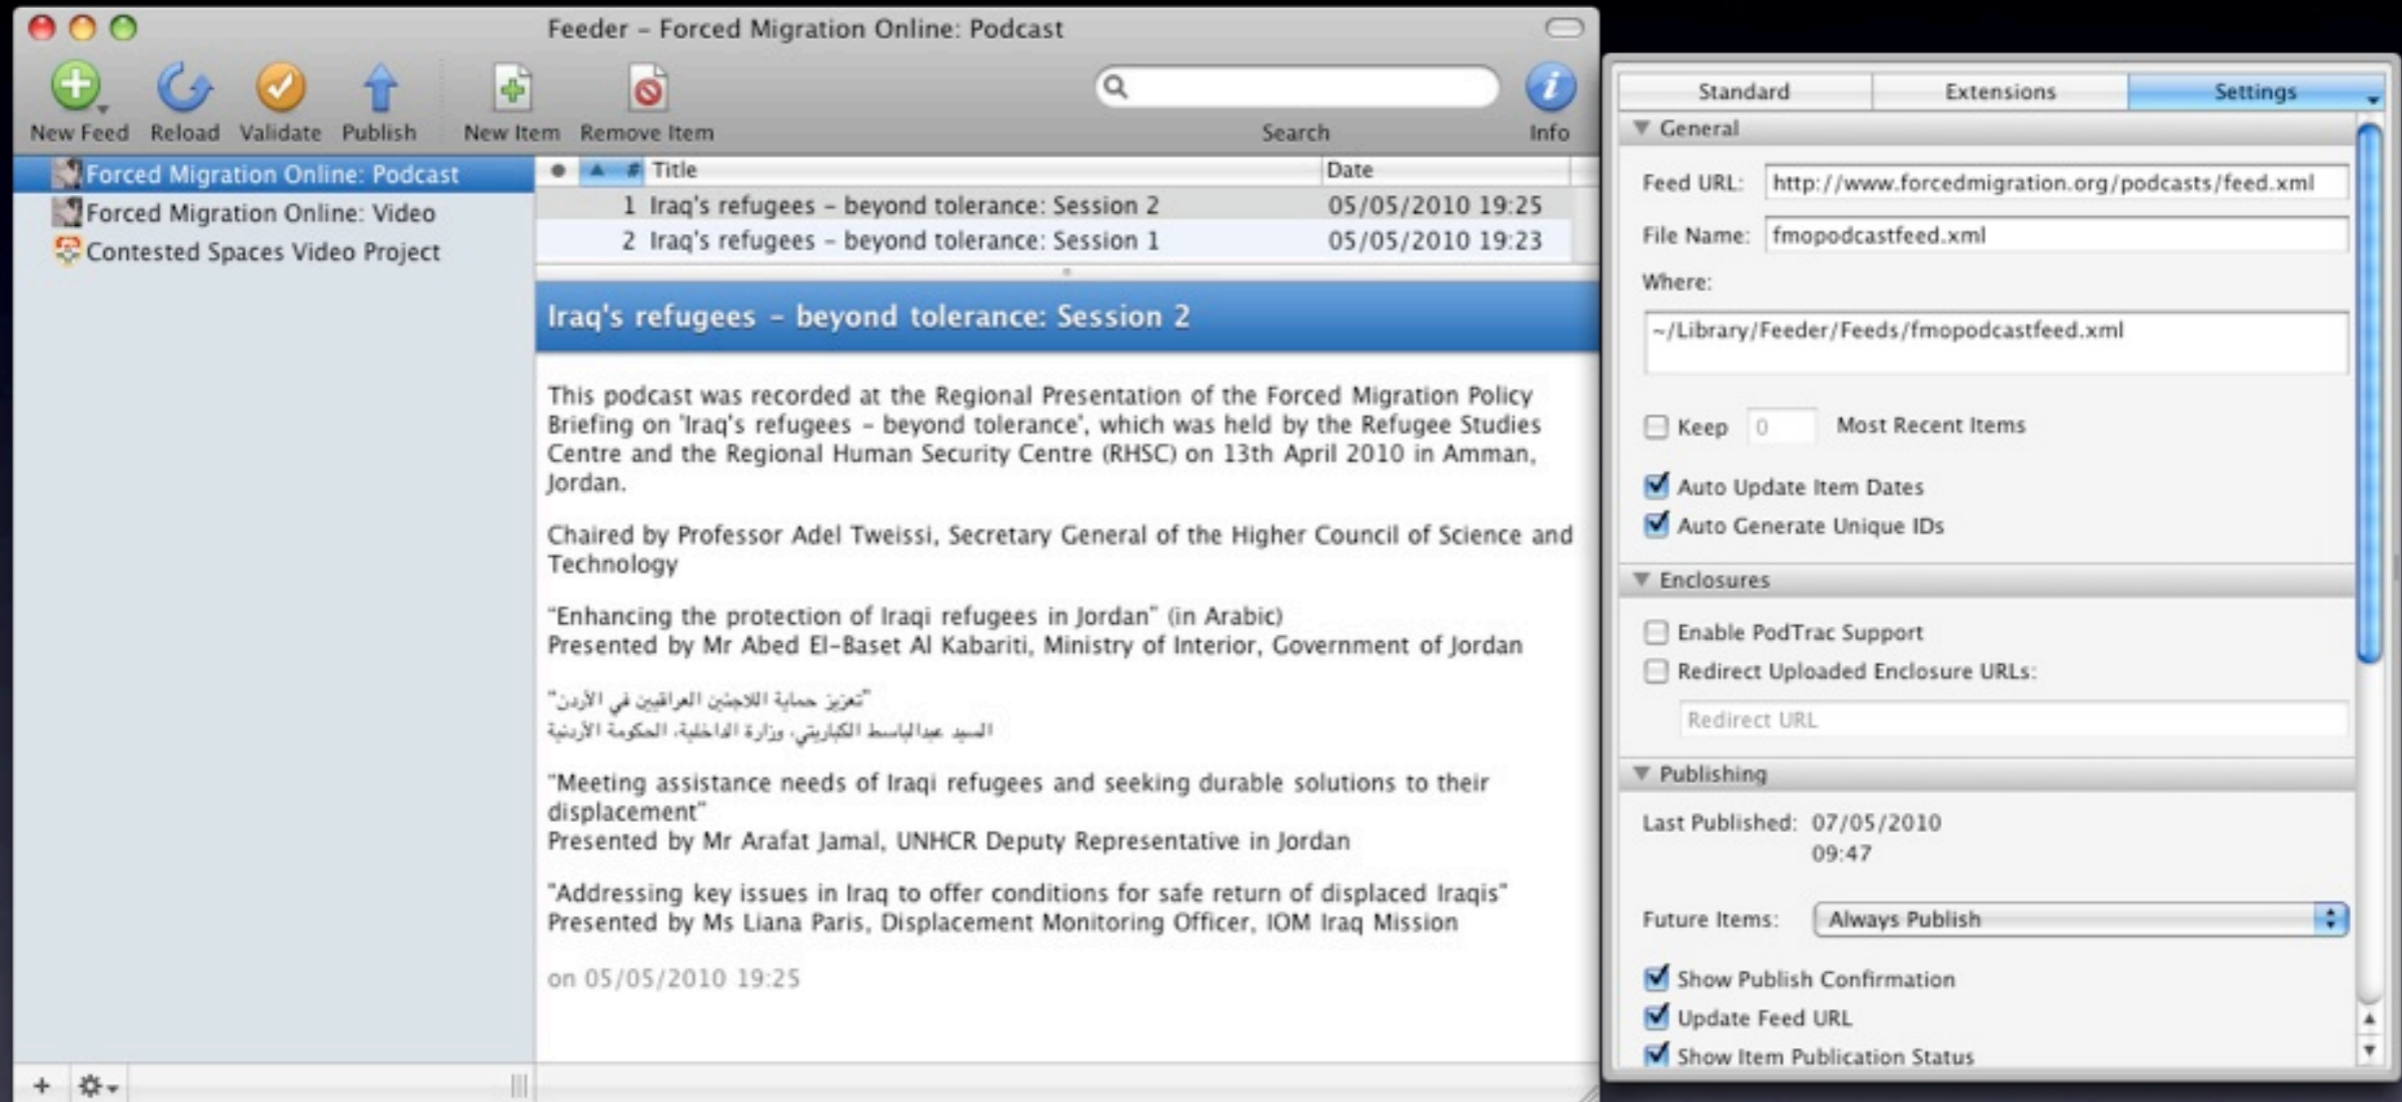 Feeder – Forced Migration Online: Podcast
New Feed Reload Validate Publish New Item Remove Item Search Info
Forced Migration Online: Podcast
Forced Migration Online: Video
Contested Spaces Video Project
# Title Date
1 Iraq's refugees – beyond tolerance: Session 2 05/05/2010 19:25
2 Iraq's refugees – beyond tolerance: Session 1 05/05/2010 19:23
Iraq's refugees – beyond tolerance: Session 2
This podcast was recorded at the Regional Presentation of the Forced Migration Policy
Briefing on 'Iraq's refugees – beyond tolerance', which was held by the Refugee Studies
Centre and the Regional Human Security Centre (RHSC) on 13th April 2010 in Amman,
Jordan.
Chaired by Professor Adel Tweissi, Secretary General of the Higher Council of Science and
Technology
"Enhancing the protection of Iraqi refugees in Jordan" (in Arabic)
Presented by Mr Abed El-Baset Al Kabariti, Ministry of Interior, Government of Jordan
"تعزيز حماية اللاجئين العراقيين في الأردن"
السيد عبدالباسط الكباريتي، وزارة الداخلية، الحكومة الأردنية
"Meeting assistance needs of Iraqi refugees and seeking durable solutions to their
displacement"
Presented by Mr Arafat Jamal, UNHCR Deputy Representative in Jordan
"Addressing key issues in Iraq to offer conditions for safe return of displaced Iraqis"
Presented by Ms Liana Paris, Displacement Monitoring Officer, IOM Iraq Mission
on 05/05/2010 19:25
Standard Extensions Settings
General
Feed URL: http://www.forcedmigration.org/podcasts/feed.xml
File Name: fmopodcastfeed.xml
Where:
~/Library/Feeder/Feeds/fmopodcastfeed.xml
Keep 0 Most Recent Items
Auto Update Item Dates
Auto Generate Unique IDs
Enclosures
Enable PodTrac Support
Redirect Uploaded Enclosure URLs:
Redirect URL
Publishing
Last Published: 07/05/2010
09:47
Future Items: Always Publish
Show Publish Confirmation
Update Feed URL
Show Item Publication Status